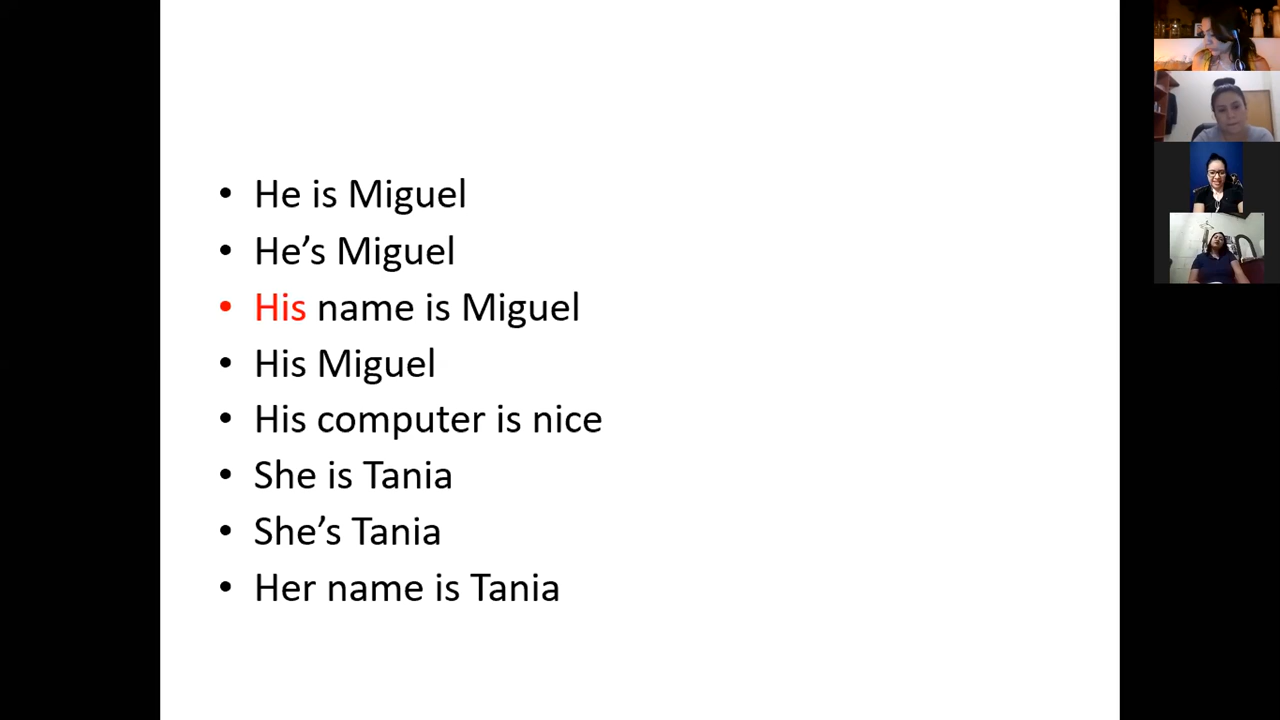 • He is Miguel
• He’s Miguel
• His name is Miguel
• His Miguel
• His computer is nice
• She is Tania
• She’s Tania
• Her name is Tania